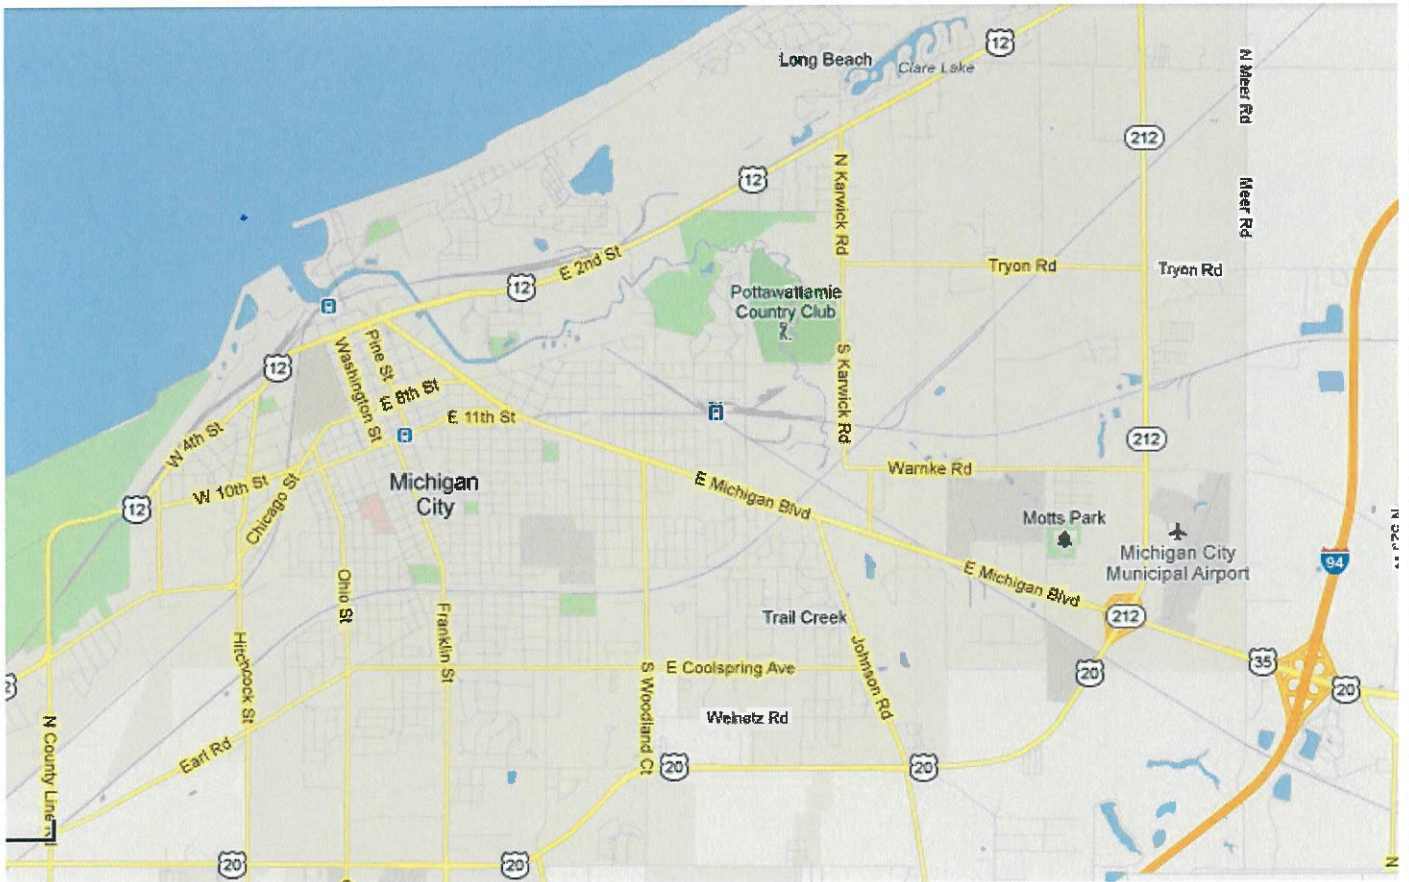 Long Beach
Clare Lake
12
N Meer Rd
212
12
N Karwick Rd
Meer Rd
E 2nd St
12
Tryon Rd
Tryon Rd
Pottawattamie
Country Club
12
Washington St
Pine St
E 8th St
E 11th St
S Karwick Rd
W 4th St
212
W 10th St
Chicago St
Michigan
City
E Michigan Blvd
Warnke Rd
12
Motts Park
Michigan City
Municipal Airport
94
Ohio St
Franklin St
Trail Creek
E Michigan Blvd
212
Hitchcock St
S Woodland Ct
E Coolspring Ave
Johnson Rd
20
35
20
N County Line Rd
Earl Rd
Welnetz Rd
20
20
20
20
N